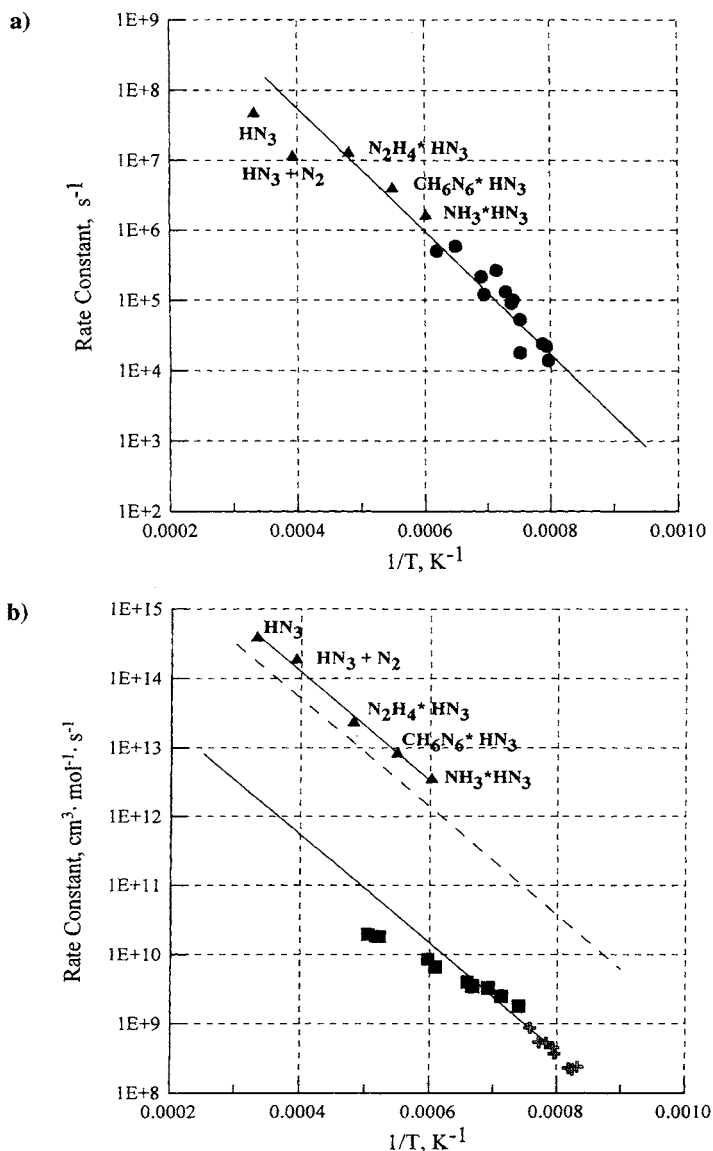 a)
1E+9
1E+8
1E+7
1E+6
1E+5
1E+4
1E+3
1E+2
Rate Constant, s-1
HN3
HN3 + N2
N2H4* HN3
CH6N6* HN3
NH3*HN3
0.0002 0.0004 0.0006 0.0008 0.0010
1/T, K-1
b)
1E+15
1E+14
1E+13
1E+12
1E+11
1E+10
1E+9
1E+8
Rate Constant, cm3· mol-1· s-1
HN3
HN3 + N2
N2H4* HN3
CH6N6* HN3
NH3*HN3
0.0002 0.0004 0.0006 0.0008 0.0010
1/T, K-1